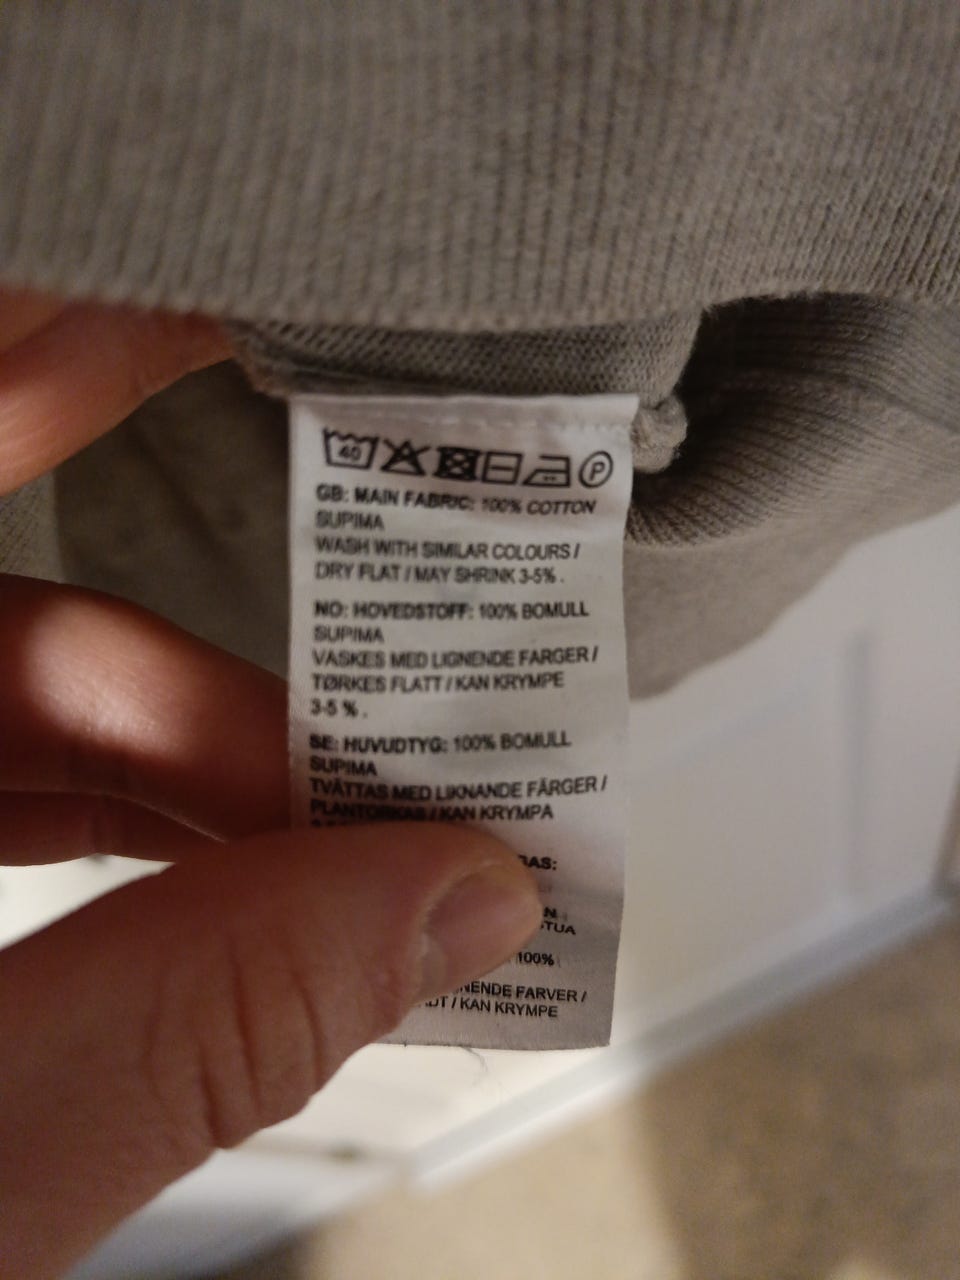 40
P
GB: MAIN FABRIC: 100% COTTON
SUPIMA
WASH WITH SIMILAR COLOURS /
DRY FLAT / MAY SHRINK 3-5% .
NO: HOVEDSTOFF: 100% BOMULL
SUPIMA
VASKES MED LIGNENDE FARGER /
TØRKES FLATT / KAN KRYMPE
3-5 % .
SE: HUVUDTYG: 100% BOMULL
SUPIMA
TVÄTTAS MED LIKNANDE FÄRGER /
PLANTORKAS / KAN KRYMPA
100%
FARVER /
/ KAN KRYMPE